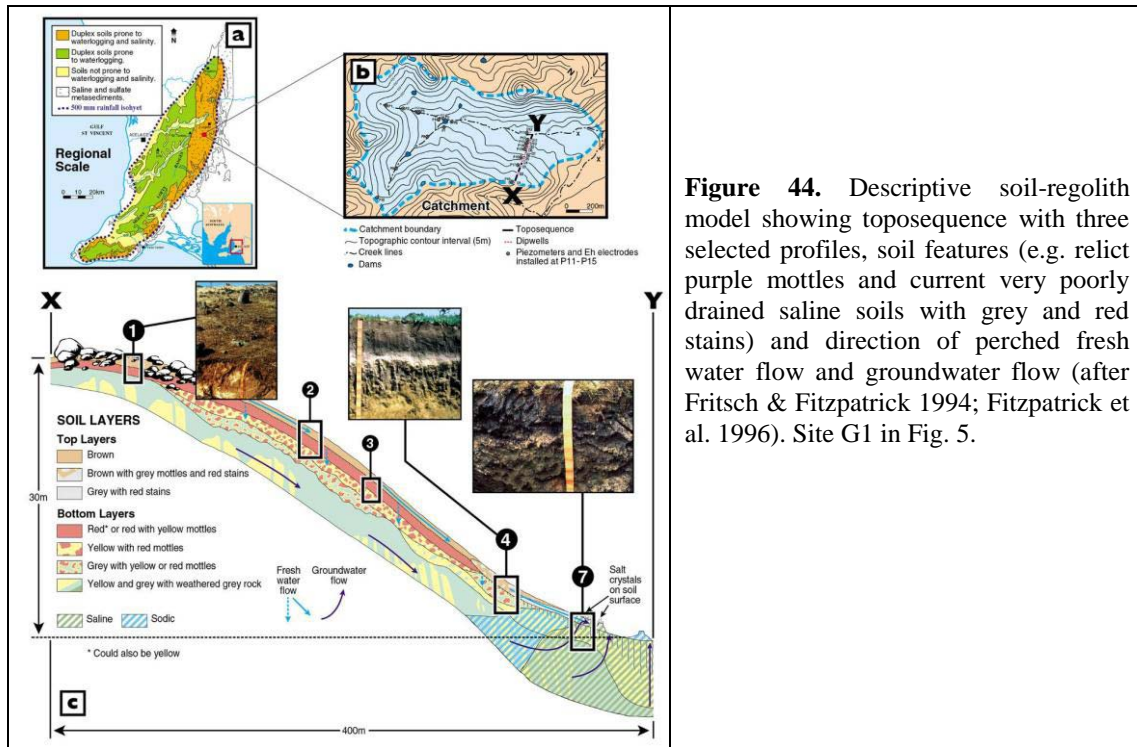 Duplex soils prone to
waterlogging and salinity.
Duplex soils prone
to waterlogging.
Soils not prone to
waterlogging and salinity.
Saline and sulfate
metasediments.
500 mm rainfall isohyet
N
a
GULF
ST VINCENT
ADELAIDE
Regional
Scale
0 10 20km
SOUTH
AUSTRALIA
b
N
Y
X
X
X
Catchment
0 200m
Catchment boundary
Topographic contour interval (5m)
Creek lines
Dams
Toposequence
Dipwells
Piezometers and Eh electrodes
installed at P11- P15
X
Y
1
2
3
4
7
30m
SOIL LAYERS
Top Layers
Brown
Brown with grey mottles and red stains
Grey with red stains
Bottom Layers
Red* or red with yellow mottles
Yellow with red mottles
Grey with yellow or red mottles
Yellow and grey with weathered grey rock
Saline
Sodic
* Could also be yellow
Fresh
water
flow
Groundwater
flow
Salt
crystals
on soil
surface
c
400m
Figure 44. Descriptive soil-regolith
model showing toposequence with three
selected profiles, soil features (e.g. relict
purple mottles and current very poorly
drained saline soils with grey and red
stains) and direction of perched fresh
water flow and groundwater flow (after
Fritsch & Fitzpatrick 1994; Fitzpatrick et
al. 1996). Site G1 in Fig. 5.